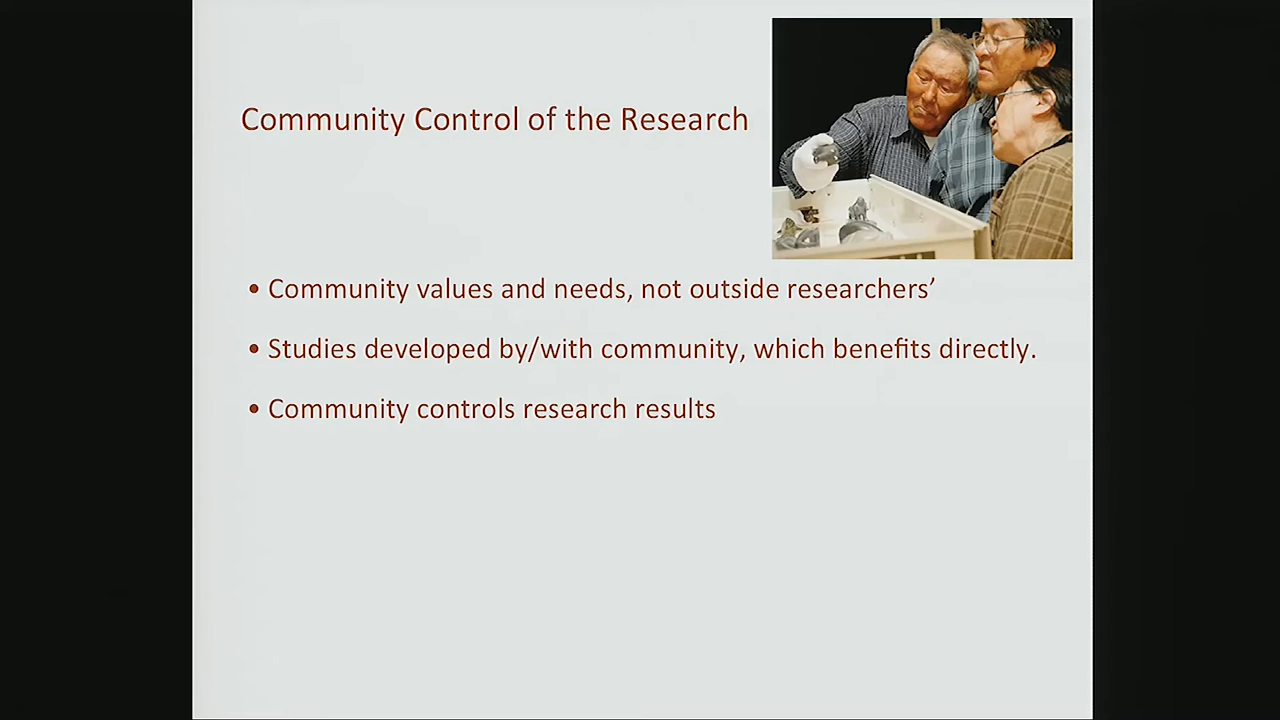 Community Control of the Research
• Community values and needs, not outside researchers’
• Studies developed by/with community, which benefits directly.
• Community controls research results